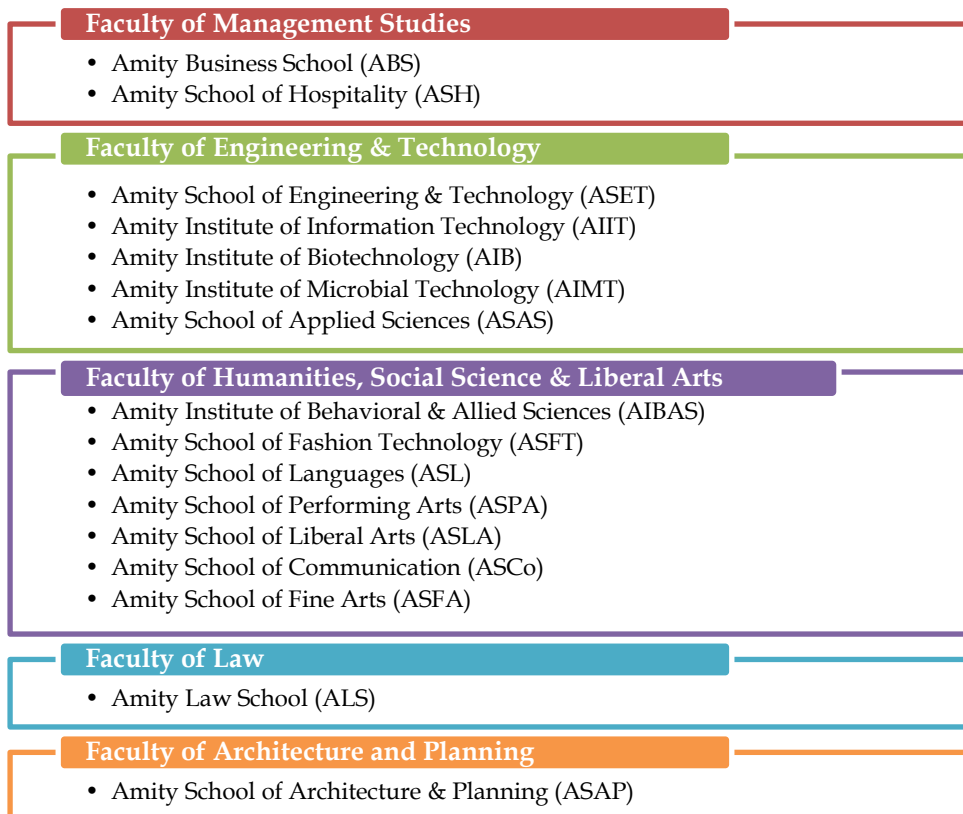 Faculty of Management Studies
• Amity Business School (ABS)
• Amity School of Hospitality (ASH)
Faculty of Engineering & Technology
• Amity School of Engineering & Technology (ASET)
• Amity Institute of Information Technology (AIIT)
• Amity Institute of Biotechnology (AIB)
• Amity Institute of Microbial Technology (AIMT)
• Amity School of Applied Sciences (ASAS)
Faculty of Humanities, Social Science & Liberal Arts
• Amity Institute of Behavioral & Allied Sciences (AIBAS)
• Amity School of Fashion Technology (ASFT)
• Amity School of Languages (ASL)
• Amity School of Performing Arts (ASPA)
• Amity School of Liberal Arts (ASLA)
• Amity School of Communication (ASCo)
• Amity School of Fine Arts (ASFA)
Faculty of Law
• Amity Law School (ALS)
Faculty of Architecture and Planning
• Amity School of Architecture & Planning (ASAP)